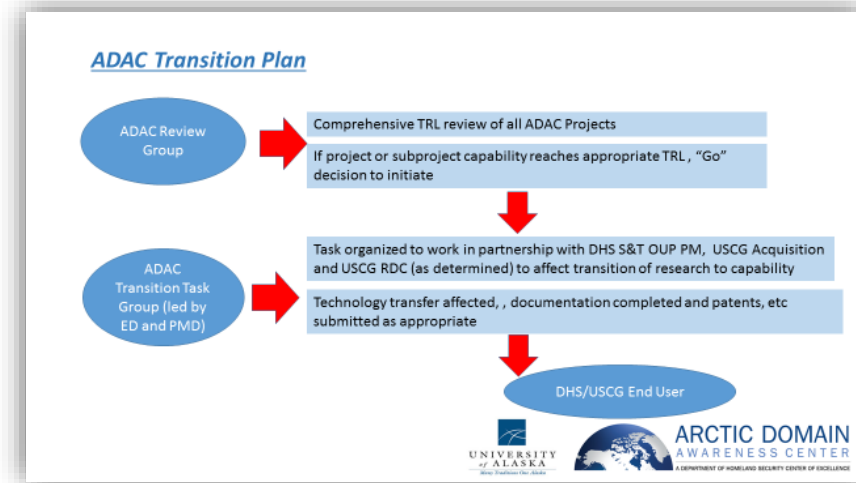 ADAC Transition Plan
ADAC Review
Group
Comprehensive TRL review of all ADAC Projects
If project or subproject capability reaches appropriate TRL , “Go”
decision to initiate
ADAC
Transition Task
Group (led by
ED and PMD)
Task organized to work in partnership with DHS S&T OUP PM, USCG Acquisition
and USCG RDC (as determined) to affect transition of research to capability
Technology transfer affected, , documentation completed and patents, etc
submitted as appropriate
DHS/USCG End User
UNIVERSITY
of ALASKA
Many Traditions One Alaska
ARCTIC DOMAIN
AWARENESS CENTER
A DEPARTMENT OF HOMELAND SECURITY CENTER OF EXCELLENCE